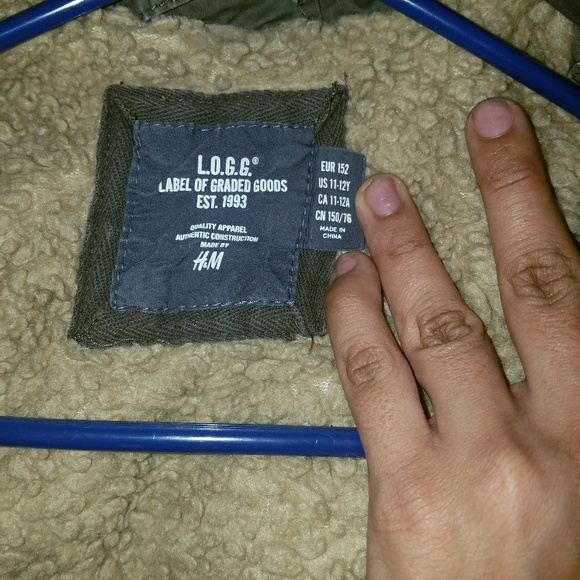 L.O.G.G.®
LABEL OF GRADED GOODS
EST. 1993
QUALITY APPAREL
AUTHENTIC CONSTRUCTION
MADE BY
H&M
EUR 152
US 11-12Y
CA 11-12A
CN 150/76
MADE IN
CHINA